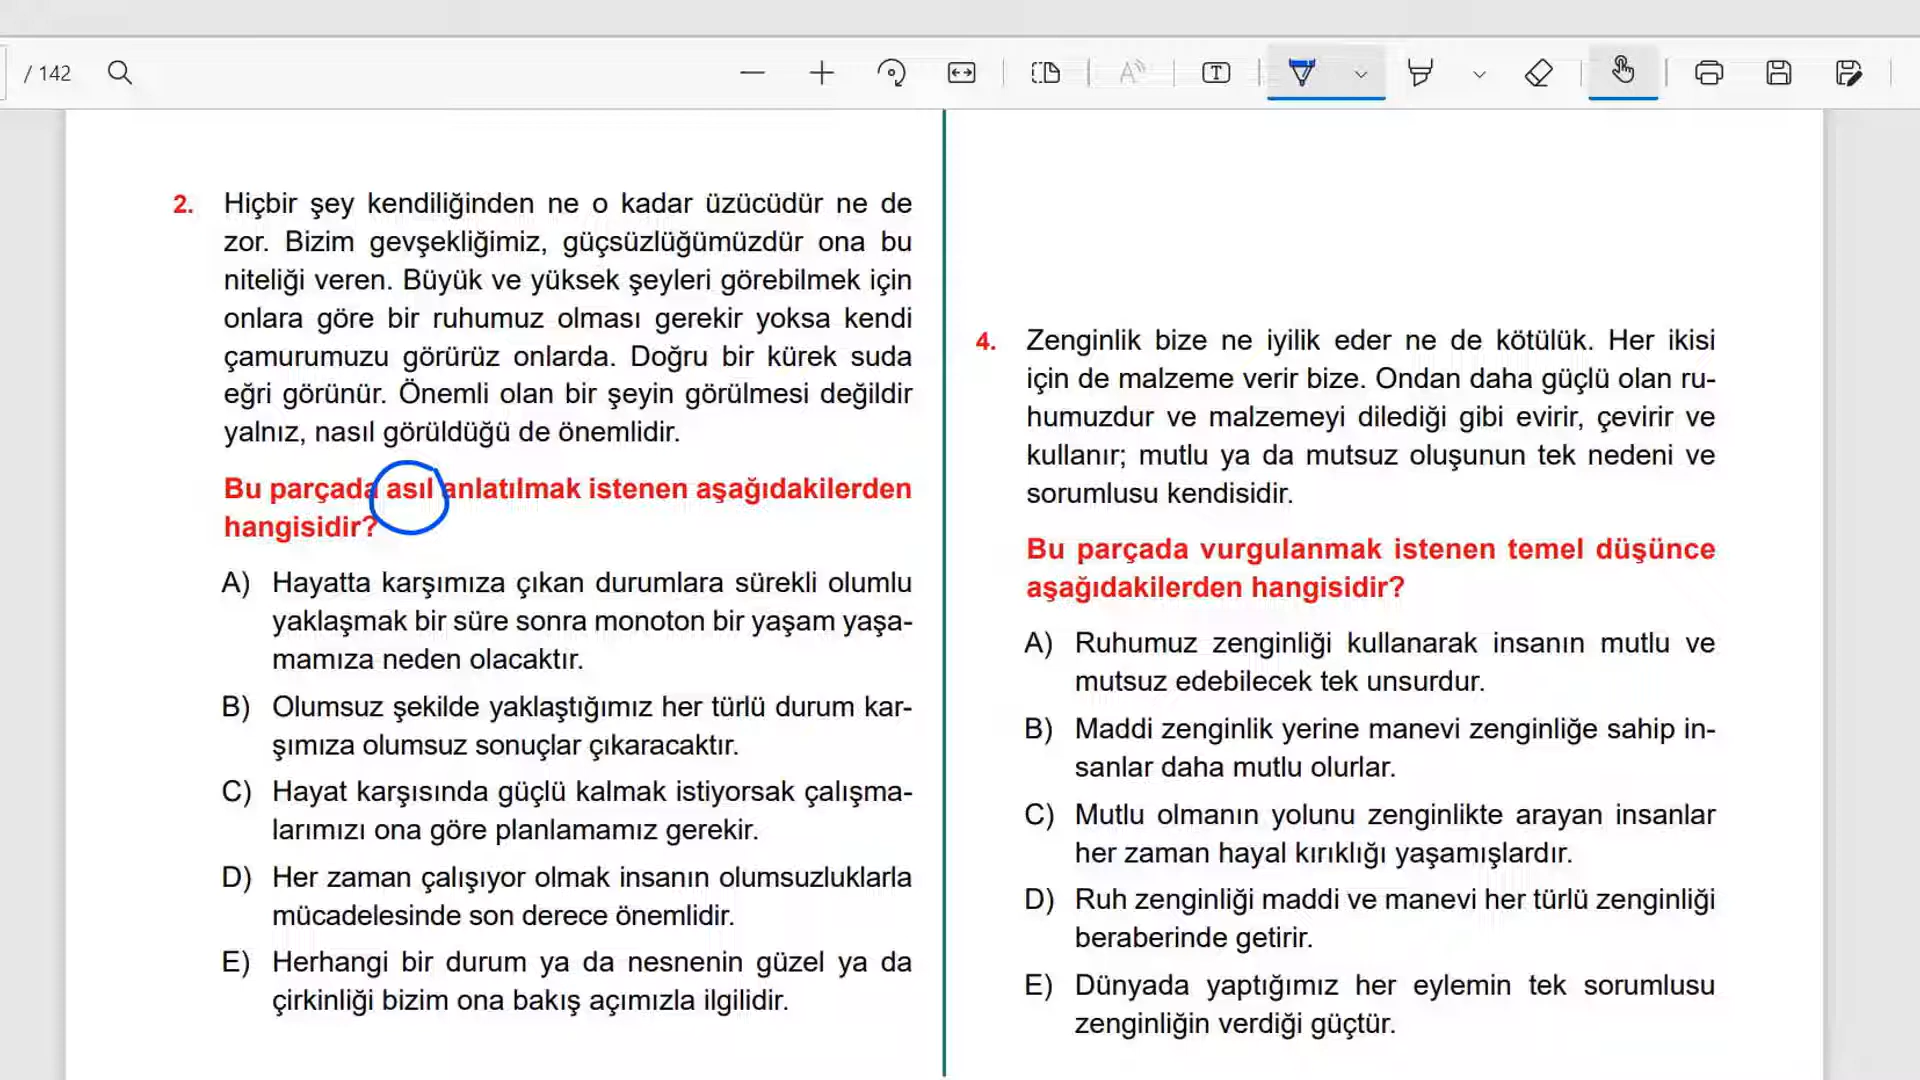 / 142
2. Hiçbir şey kendiliğinden ne o kadar üzücüdür ne de
zor. Bizim gevşekliğimiz, güçsüzlüğümüzdür ona bu
niteliği veren. Büyük ve yüksek şeyleri görebilmek için
onlara göre bir ruhumuz olması gerekir yoksa kendi
çamurumuzu görürüz onlarda. Doğru bir kürek suda
eğri görünür. Önemli olan bir şeyin görülmesi değildir
yalnız, nasıl görüldüğü de önemlidir.
Bu parçada asıl anlatılmak istenen aşağıdakilerden
hangisidir?
A) Hayatta karşımıza çıkan durumlara sürekli olumlu
yaklaşmak bir süre sonra monoton bir yaşam yaşa-
mamıza neden olacaktır.
B) Olumsuz şekilde yaklaştığımız her türlü durum kar-
şımıza olumsuz sonuçlar çıkaracaktır.
C) Hayat karşısında güçlü kalmak istiyorsak çalışma-
larımızı ona göre planlamamız gerekir.
D) Her zaman çalışıyor olmak insanın olumsuzluklarla
mücadelesinde son derece önemlidir.
E) Herhangi bir durum ya da nesnenin güzel ya da
çirkinliği bizim ona bakış açımızla ilgilidir.
4. Zenginlik bize ne iyilik eder ne de kötülük. Her ikisi
için de malzeme verir bize. Ondan daha güçlü olan ru-
humuzdur ve malzemeyi dilediği gibi evirir, çevirir ve
kullanır; mutlu ya da mutsuz oluşunun tek nedeni ve
sorumlusu kendisidir.
Bu parçada vurgulanmak istenen temel düşünce
aşağıdakilerden hangisidir?
A) Ruhumuz zenginliği kullanarak insanın mutlu ve
mutsuz edebilecek tek unsurdur.
B) Maddi zenginlik yerine manevi zenginliğe sahip in-
sanlar daha mutlu olurlar.
C) Mutlu olmanın yolunu zenginlikte arayan insanlar
her zaman hayal kırıklığı yaşamışlardır.
D) Ruh zenginliği maddi ve manevi her türlü zenginliği
beraberinde getirir.
E) Dünyada yaptığımız her eylemin tek sorumlusu
zenginliğin verdiği güçtür.